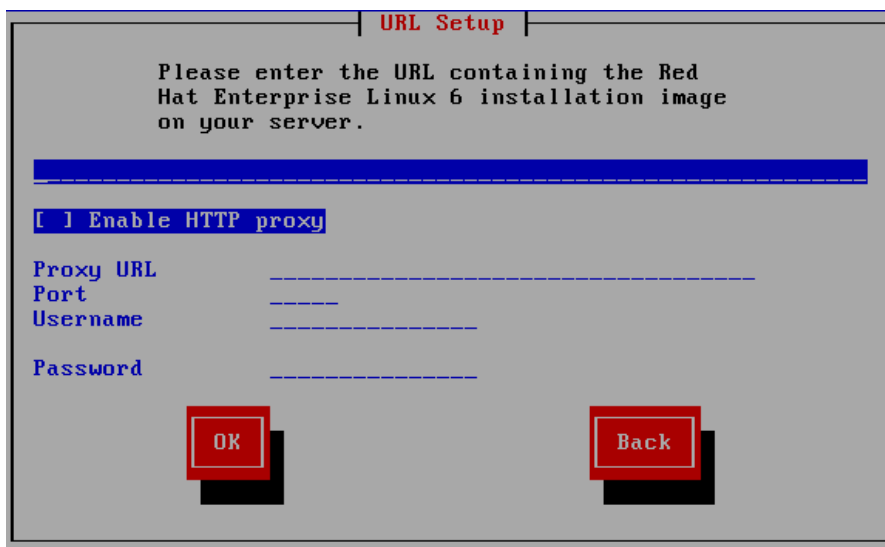 URL Setup
Please enter the URL containing the Red
Hat Enterprise Linux 6 installation image
on your server.
[ ] Enable HTTP proxy
Proxy URL
Port
Username
Password
OK
Back